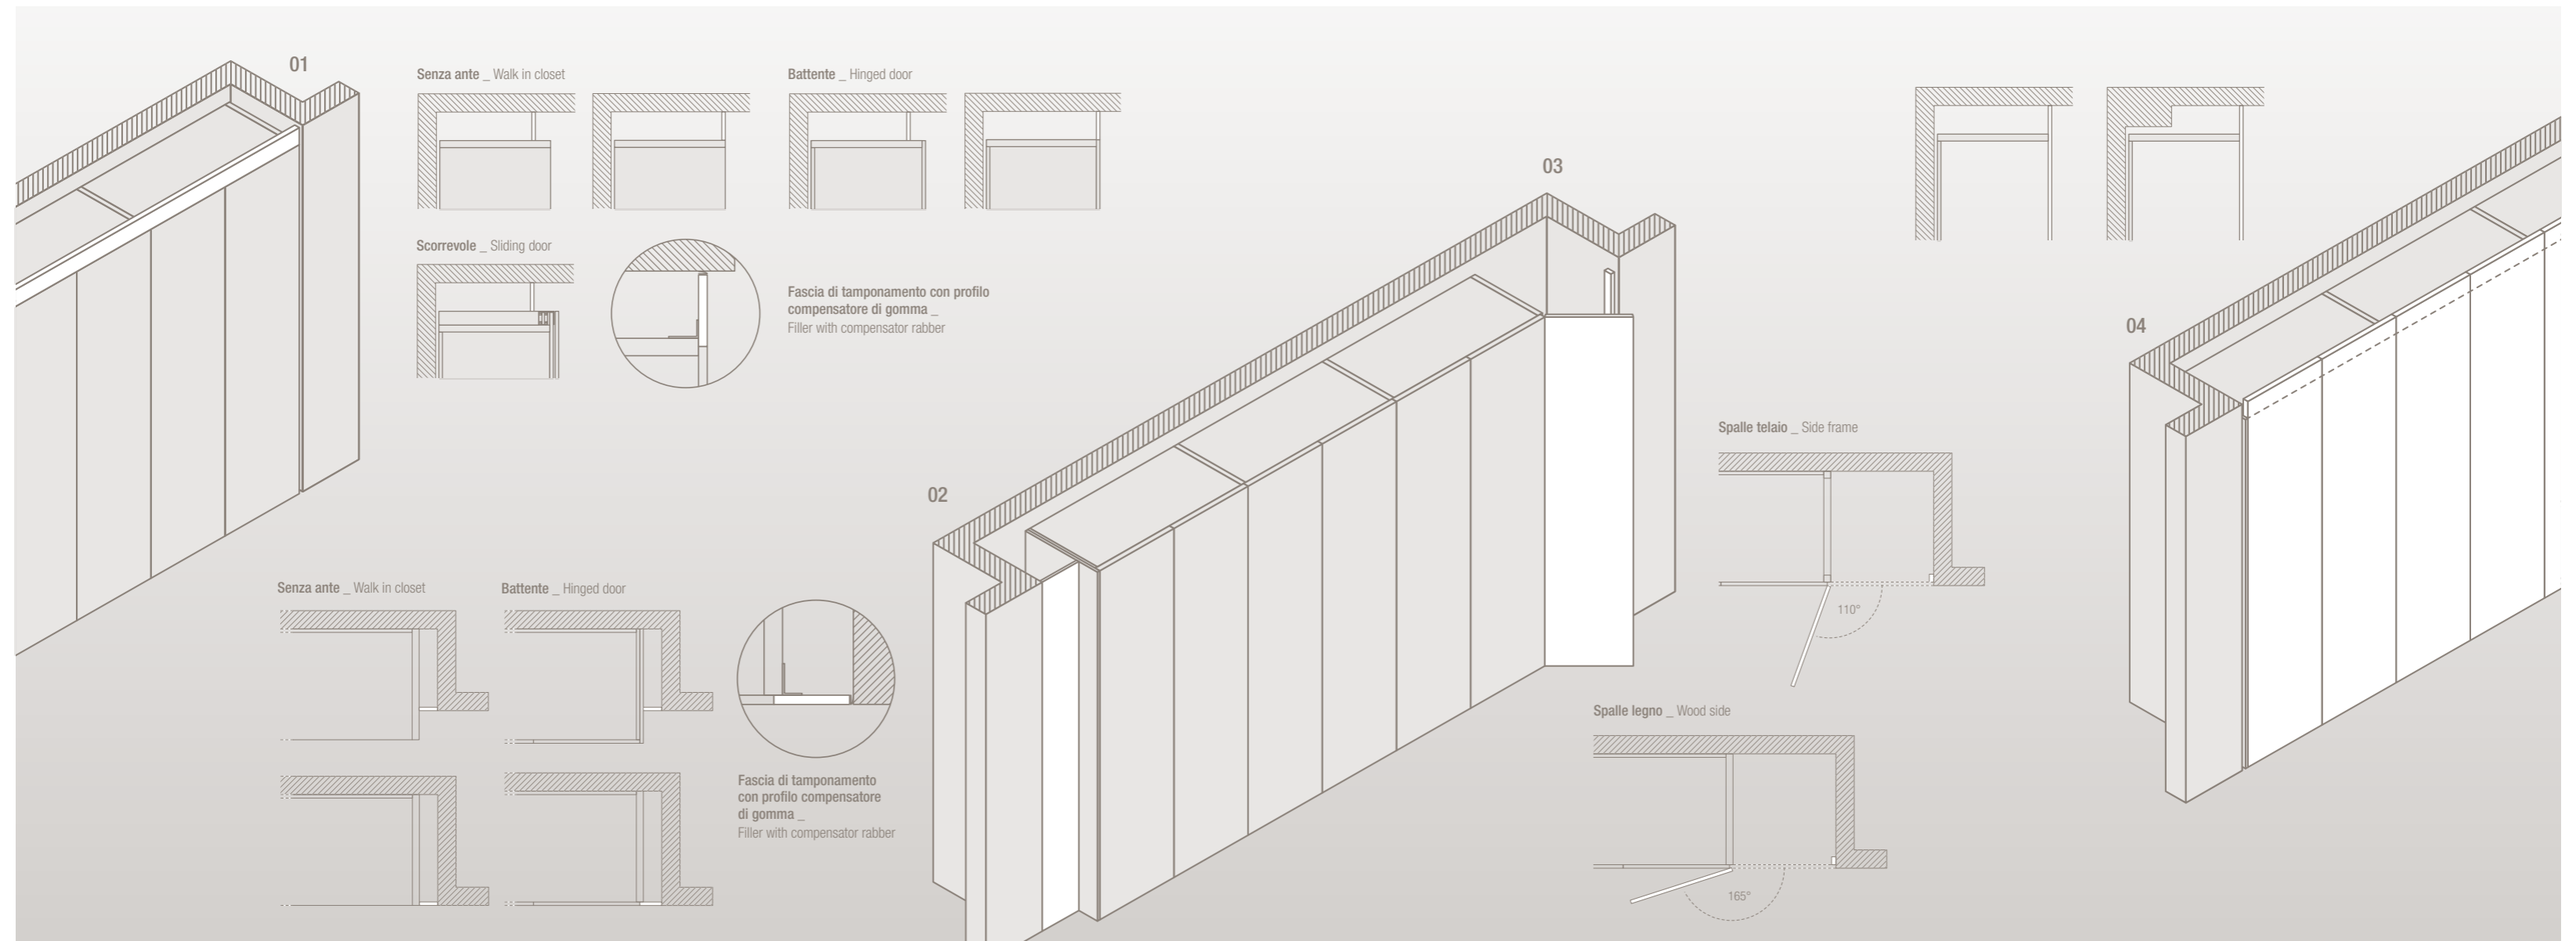 01
Senza ante _ Walk in closet
Battente _ Hinged door
Scorrevole _ Sliding door
Fascia di tamponamento con profilo
compensatore di gomma _
Filler with compensator rabber
03
04
Spalle telaio _ Side frame
110°
02
Senza ante _ Walk in closet
Battente _ Hinged door
Fascia di tamponamento
con profilo compensatore
di gomma _
Filler with compensator rabber
Spalle legno _ Wood side
165°